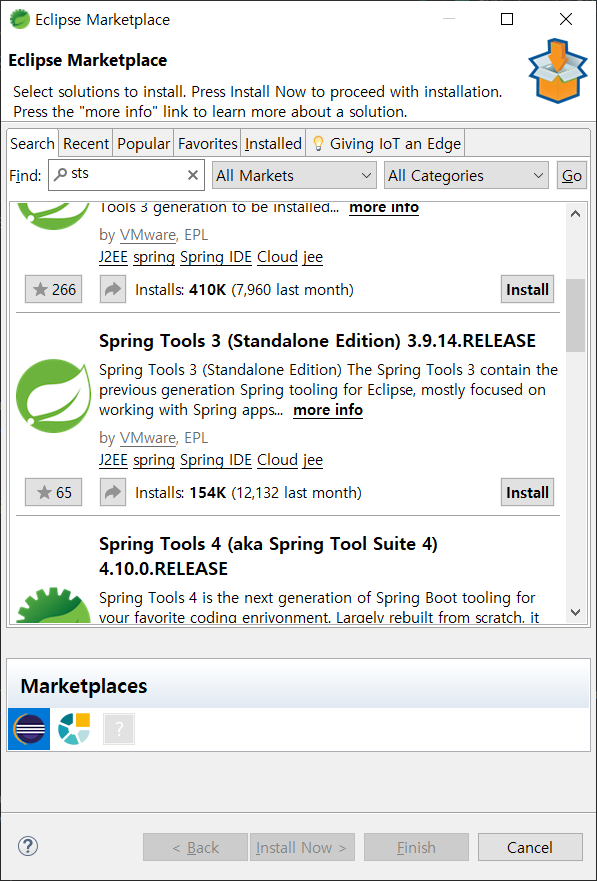 Eclipse Marketplace
Eclipse Marketplace
Select solutions to install. Press Install Now to proceed with installation.
Press the "more info" link to learn more about a solution.
Search Recent Popular Favorites Installed Giving IoT an Edge
Find: sts All Markets All Categories Go
Tools 3 generation to be installed... more info
by VMware, EPL
J2EE spring Spring IDE Cloud jee
266 Installs: 410K (7,960 last month) Install
Spring Tools 3 (Standalone Edition) 3.9.14.RELEASE
Spring Tools 3 (Standalone Edition) The Spring Tools 3 contain the
previous generation Spring tooling for Eclipse, mostly focused on
working with Spring apps... more info
by VMware, EPL
J2EE spring Spring IDE Cloud jee
65 Installs: 154K (12,132 last month) Install
Spring Tools 4 (aka Spring Tool Suite 4)
4.10.0.RELEASE
Spring Tools 4 is the next generation of Spring Boot tooling for
your favorite coding enrivonment. Largely rebuilt from scratch, it
Marketplaces
?
? < Back Install Now > Finish Cancel